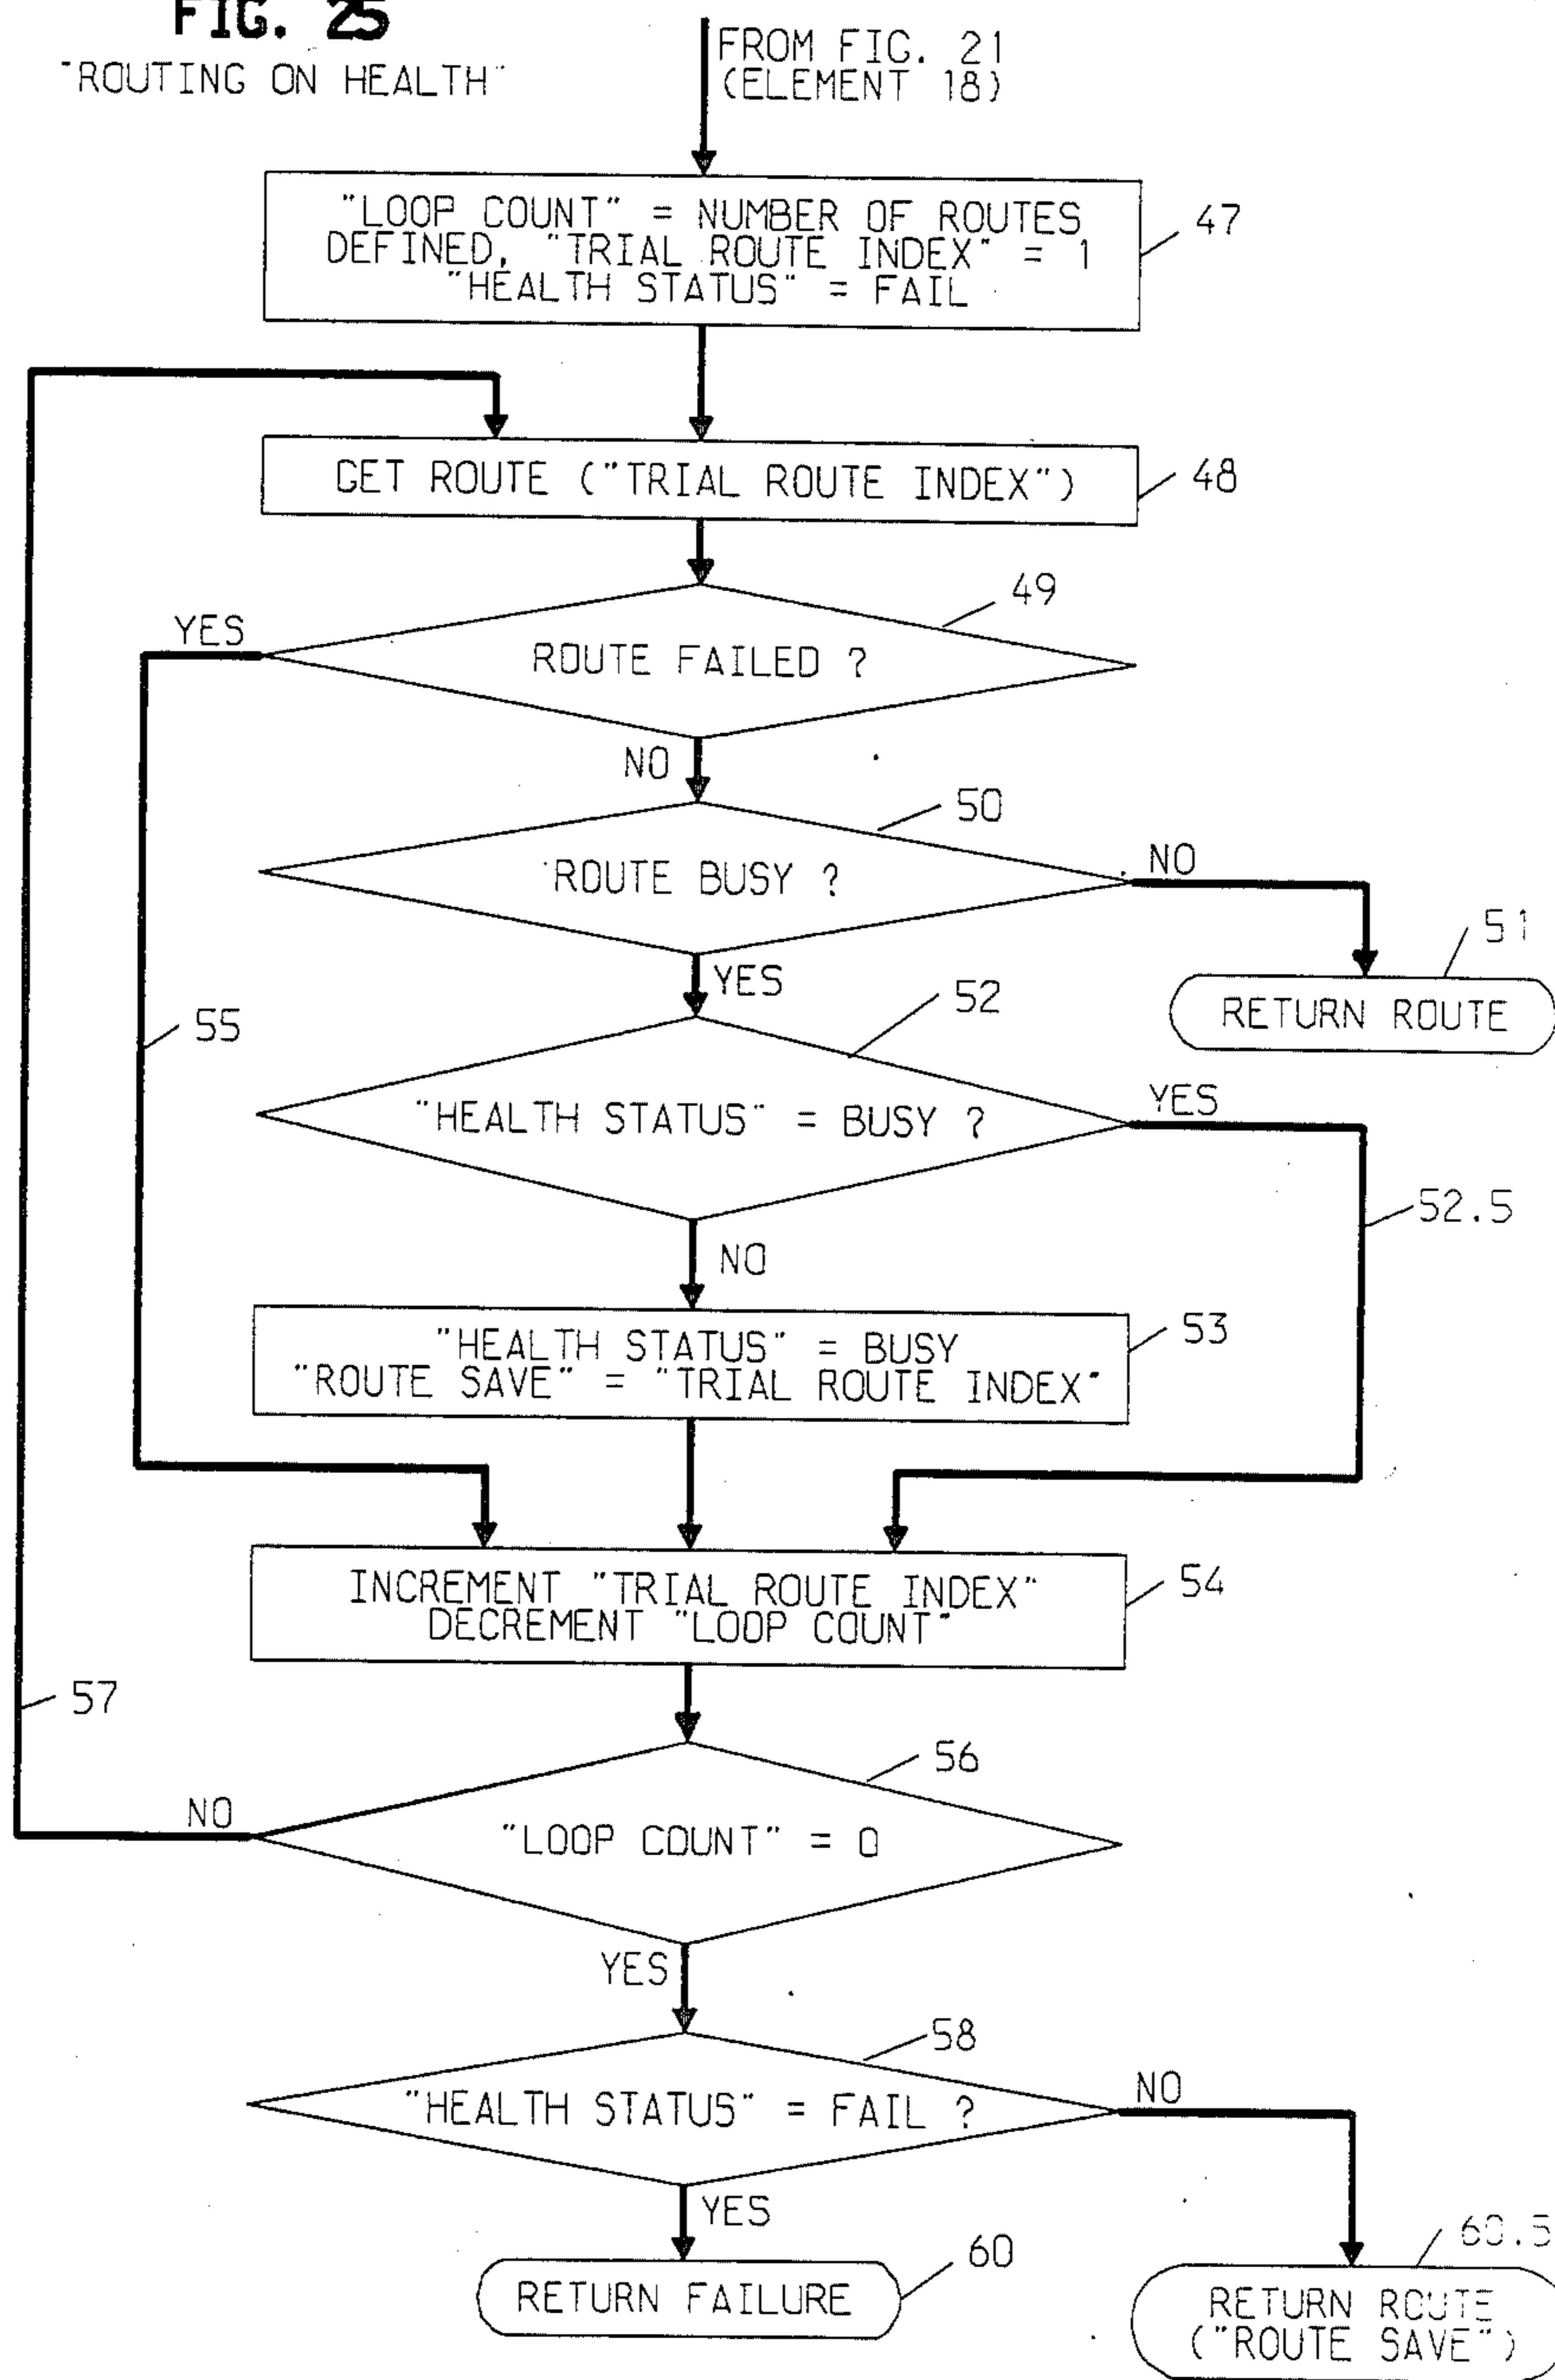 FIG. 25
"ROUTING ON HEALTH"
FROM FIG. 21
(ELEMENT 18)
"LOOP COUNT" = NUMBER OF ROUTES
DEFINED, "TRIAL ROUTE INDEX" = 1
"HEALTH STATUS" = FAIL
47
GET ROUTE ("TRIAL ROUTE INDEX")
48
49
YES
ROUTE FAILED ?
NO
50
ROUTE BUSY ?
NO
51
YES
RETURN ROUTE
52
55
"HEALTH STATUS" = BUSY ?
YES
52.5
NO
"HEALTH STATUS" = BUSY
"ROUTE SAVE" = "TRIAL ROUTE INDEX"
53
INCREMENT "TRIAL ROUTE INDEX"
DECREMENT "LOOP COUNT"
54
57
56
NO
"LOOP COUNT" = 0
YES
58
"HEALTH STATUS" = FAIL ?
NO
YES
60
RETURN FAILURE
60.5
RETURN ROUTE
("ROUTE SAVE")